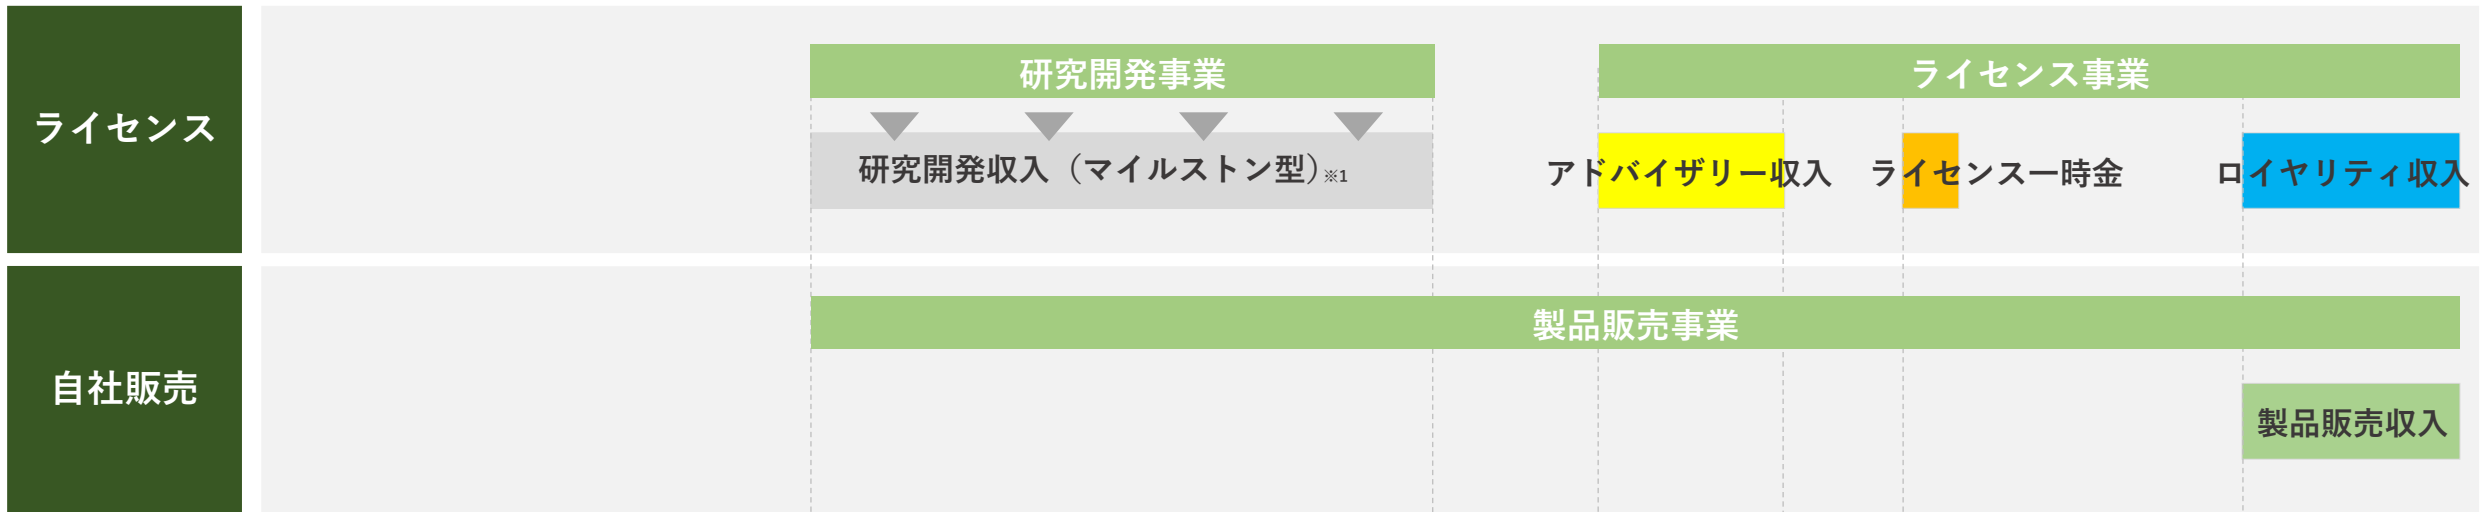 ライセンス
研究開発事業
ライセンス事業
研究開発収入（マイルストン型）※1
アドバイザリー収入
ライセンス一時金
ロイヤリティ収入
自社販売
製品販売事業
製品販売収入